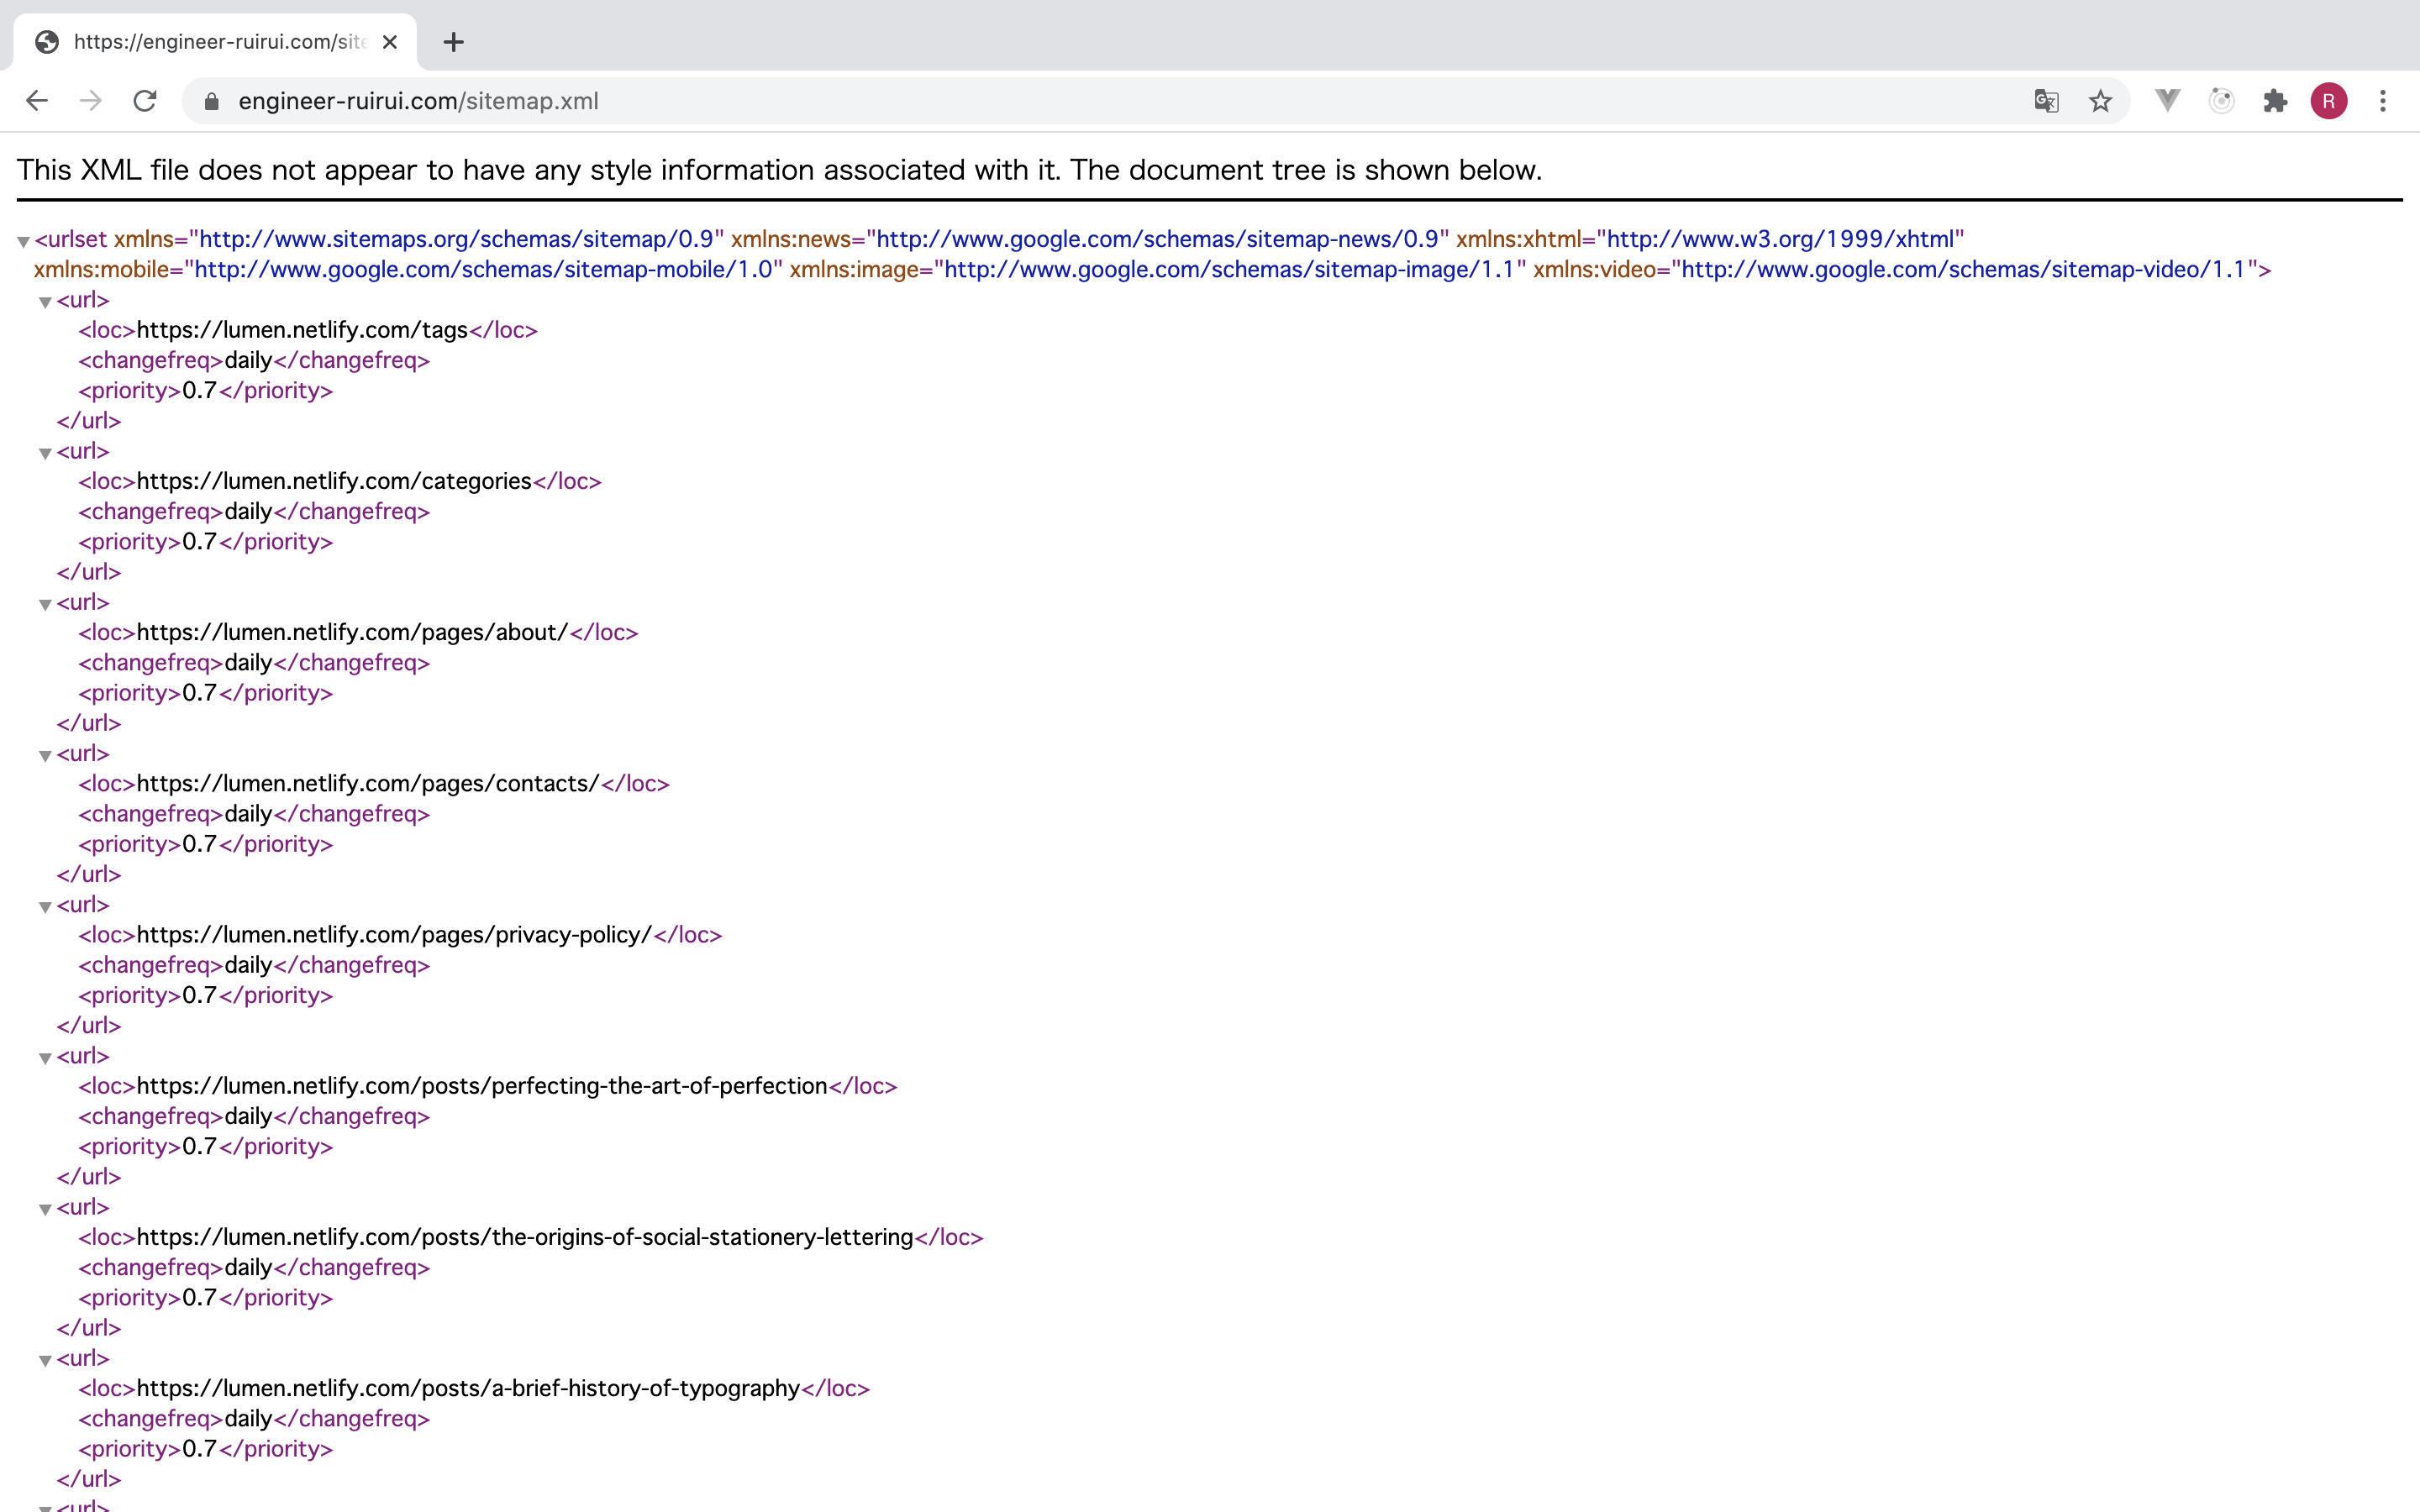 https://engineer-ruirui.com/site
engineer-ruirui.com/sitemap.xml
R
This XML file does not appear to have any style information associated with it. The document tree is shown below.
<urlset xmlns="http://www.sitemaps.org/schemas/sitemap/0.9" xmlns:news="http://www.google.com/schemas/sitemap-news/0.9" xmlns:xhtml="http://www.w3.org/1999/xhtml"
xmlns:mobile="http://www.google.com/schemas/sitemap-mobile/1.0" xmlns:image="http://www.google.com/schemas/sitemap-image/1.1" xmlns:video="http://www.google.com/schemas/sitemap-video/1.1">
<url>
<loc>https://lumen.netlify.com/tags</loc>
<changefreq>daily</changefreq>
<priority>0.7</priority>
</url>
<url>
<loc>https://lumen.netlify.com/categories</loc>
<changefreq>daily</changefreq>
<priority>0.7</priority>
</url>
<url>
<loc>https://lumen.netlify.com/pages/about/</loc>
<changefreq>daily</changefreq>
<priority>0.7</priority>
</url>
<url>
<loc>https://lumen.netlify.com/pages/contacts/</loc>
<changefreq>daily</changefreq>
<priority>0.7</priority>
</url>
<url>
<loc>https://lumen.netlify.com/pages/privacy-policy/</loc>
<changefreq>daily</changefreq>
<priority>0.7</priority>
</url>
<url>
<loc>https://lumen.netlify.com/posts/perfecting-the-art-of-perfection</loc>
<changefreq>daily</changefreq>
<priority>0.7</priority>
</url>
<url>
<loc>https://lumen.netlify.com/posts/the-origins-of-social-stationery-lettering</loc>
<changefreq>daily</changefreq>
<priority>0.7</priority>
</url>
<url>
<loc>https://lumen.netlify.com/posts/a-brief-history-of-typography</loc>
<changefreq>daily</changefreq>
<priority>0.7</priority>
</url>
<url>